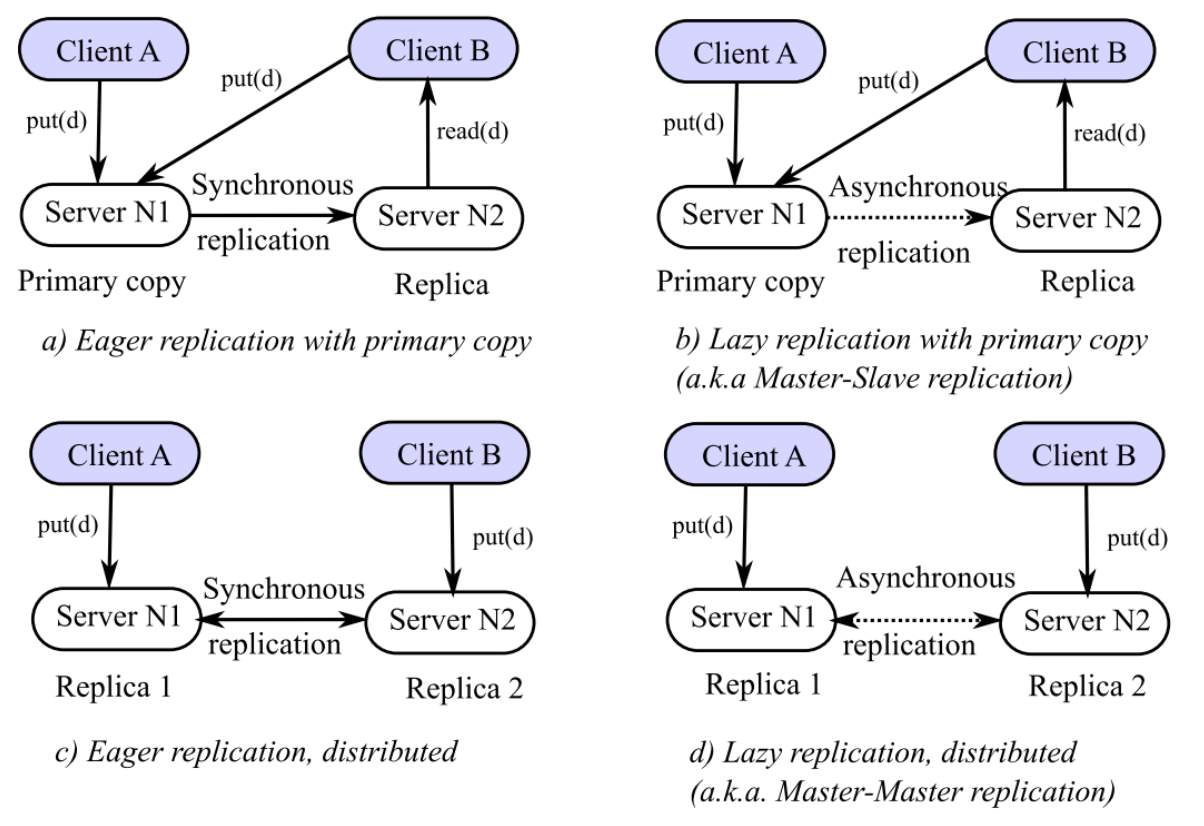 Client A
Client B
put(d)
put(d)
read(d)
Synchronous
Server N1
Server N2
replication
Primary copy
Replica
a) Eager replication with primary copy
Client A
Client B
put(d)
put(d)
read(d)
Asynchronous
Server N1
Server N2
replication
Primary copy
Replica
b) Lazy replication with primary copy
(a.k.a Master-Slave replication)
Client A
Client B
put(d)
put(d)
Synchronous
Server N1
Server N2
replication
Replica 1
Replica 2
c) Eager replication, distributed
Client A
Client B
put(d)
put(d)
Asynchronous
Server N1
Server N2
replication
Replica 1
Replica 2
d) Lazy replication, distributed
(a.k.a. Master-Master replication)